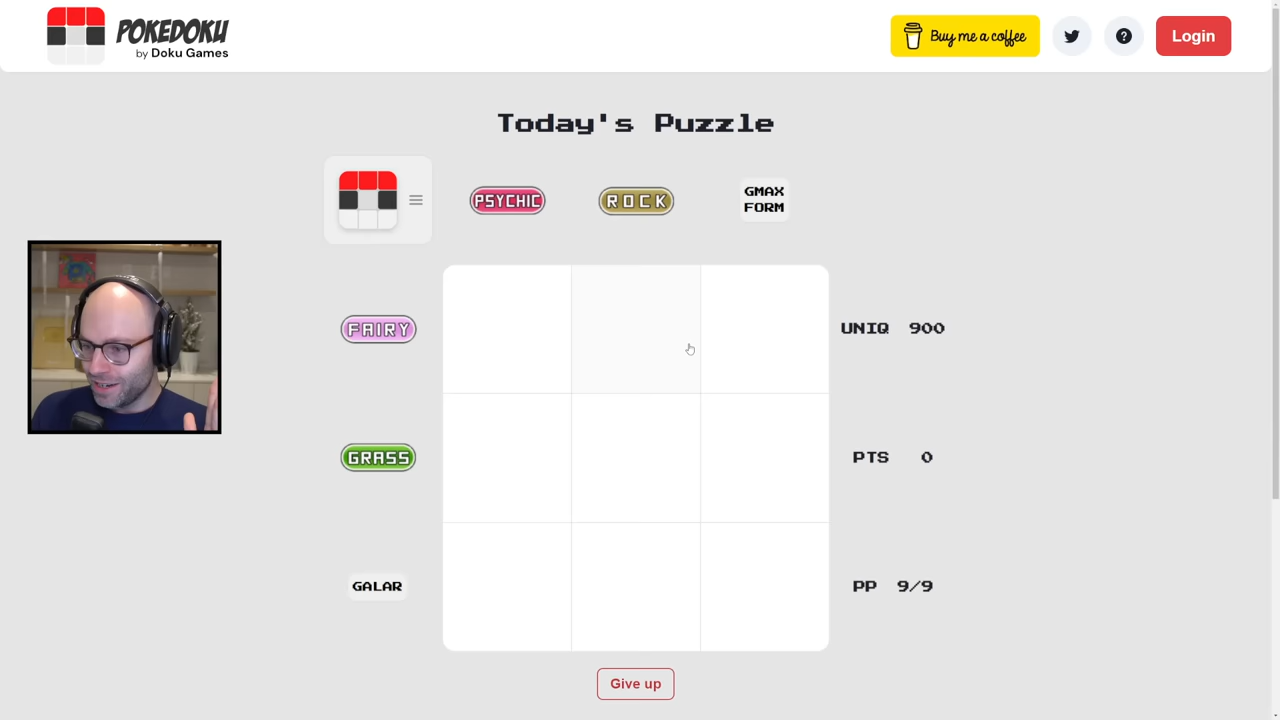 POKEDOKU
by Doku Games
Buy me a coffee
Login
Today's Puzzle
PSYCHIC
ROCK
GMAX
FORM
FAIRY
UNIQ 900
GRASS
PTS 0
GALAR
PP 9/9
Give up